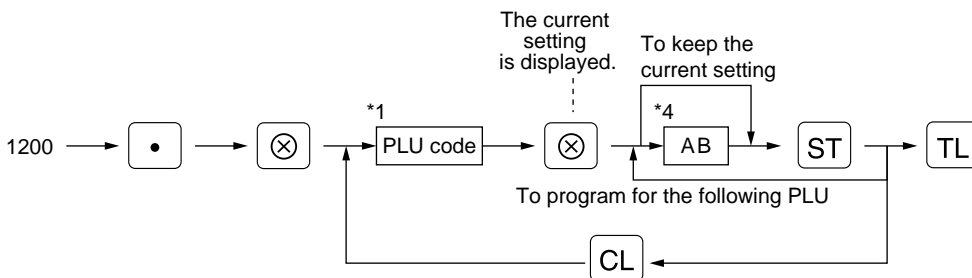 The current
setting
is displayed.
To keep the
current setting
*1
*4
1200
•
⊗
PLU code
⊗
AB
ST
TL
To program for the following PLU
CL